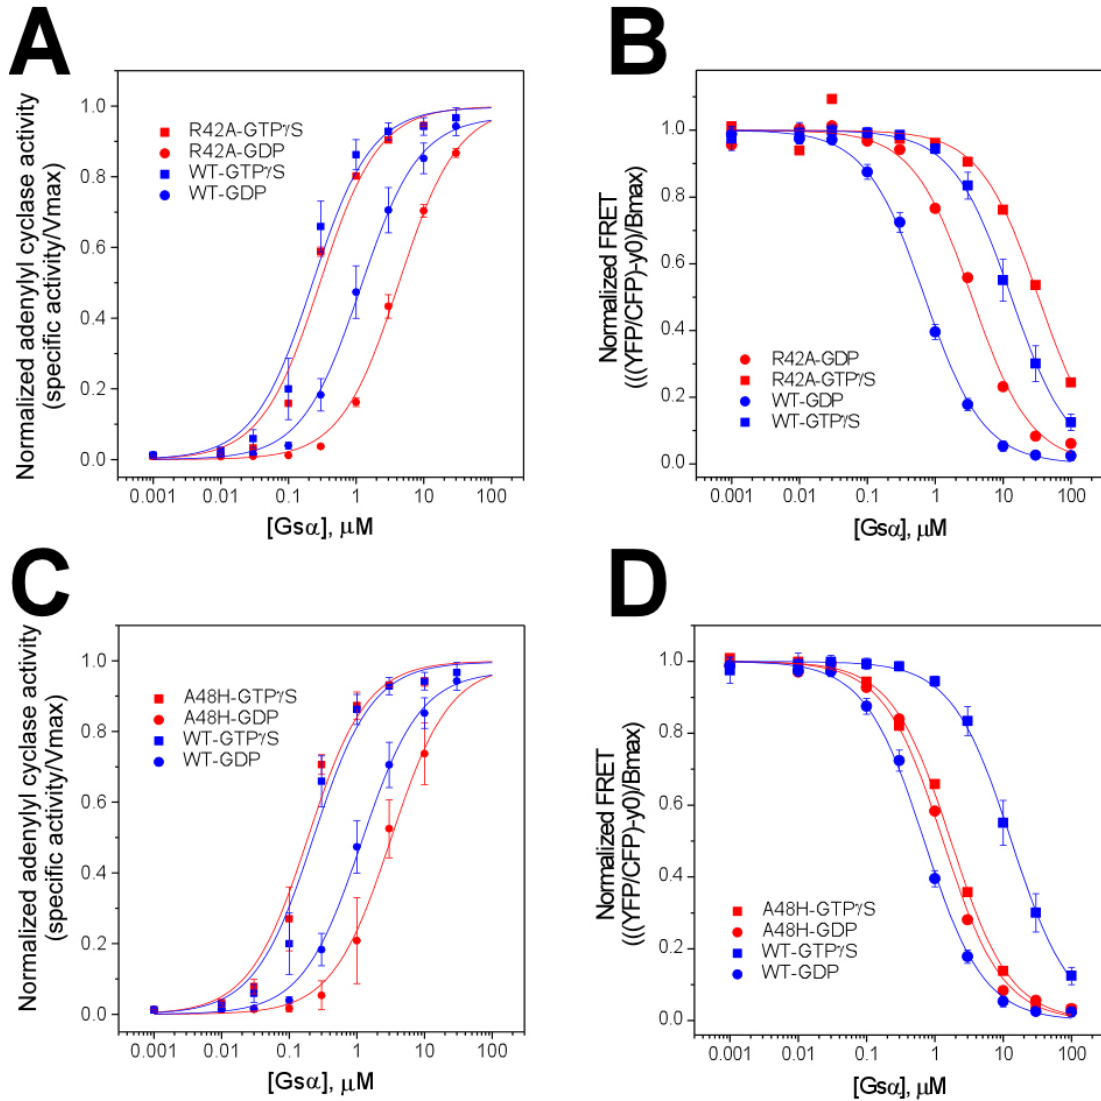 A
Normalized adenylyl cyclase activity
(specific activity/Vmax)
1.0
0.8
0.6
0.4
0.2
0.0
R42A-GTPγS
R42A-GDP
WT-GTPγS
WT-GDP
0.001 0.01 0.1 1 10 100
[Gsα], μM
B
Normalized FRET
(((YFP/CFP)-y0)/Bmax)
1.0
0.8
0.6
0.4
0.2
0.0
R42A-GDP
R42A-GTPγS
WT-GDP
WT-GTPγS
0.001 0.01 0.1 1 10 100
[Gsα], μM
C
Normalized adenylyl cyclase activity
(specific activity/Vmax)
1.0
0.8
0.6
0.4
0.2
0.0
A48H-GTPγS
A48H-GDP
WT-GTPγS
WT-GDP
0.001 0.01 0.1 1 10 100
[Gsα], μM
D
Normalized FRET
(((YFP/CFP)-y0)/Bmax)
1.0
0.8
0.6
0.4
0.2
0.0
A48H-GTPγS
A48H-GDP
WT-GTPγS
WT-GDP
0.001 0.01 0.1 1 10 100
[Gsα], μM